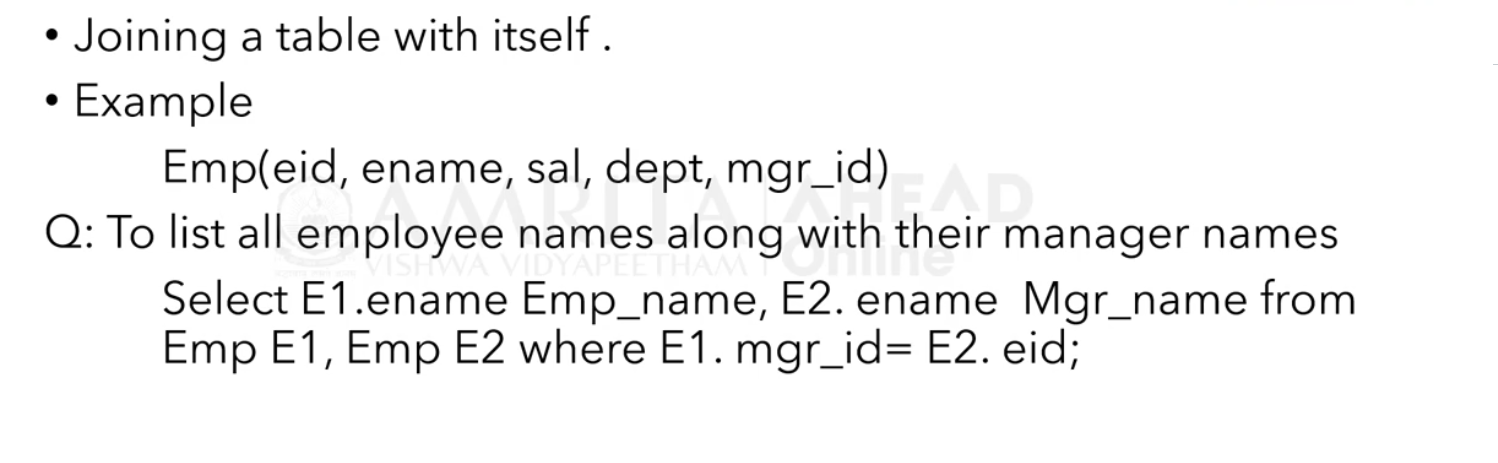 • Joining a table with itself .
• Example
Emp(eid, ename, sal, dept, mgr_id)
AMRITA | AHEAD
Q: To list all employee names along with their manager names
VISHWA VIDYAPEETHAM | Online
Select E1.ename Emp_name, E2. ename  Mgr_name from
Emp E1, Emp E2 where E1. mgr_id= E2. eid;